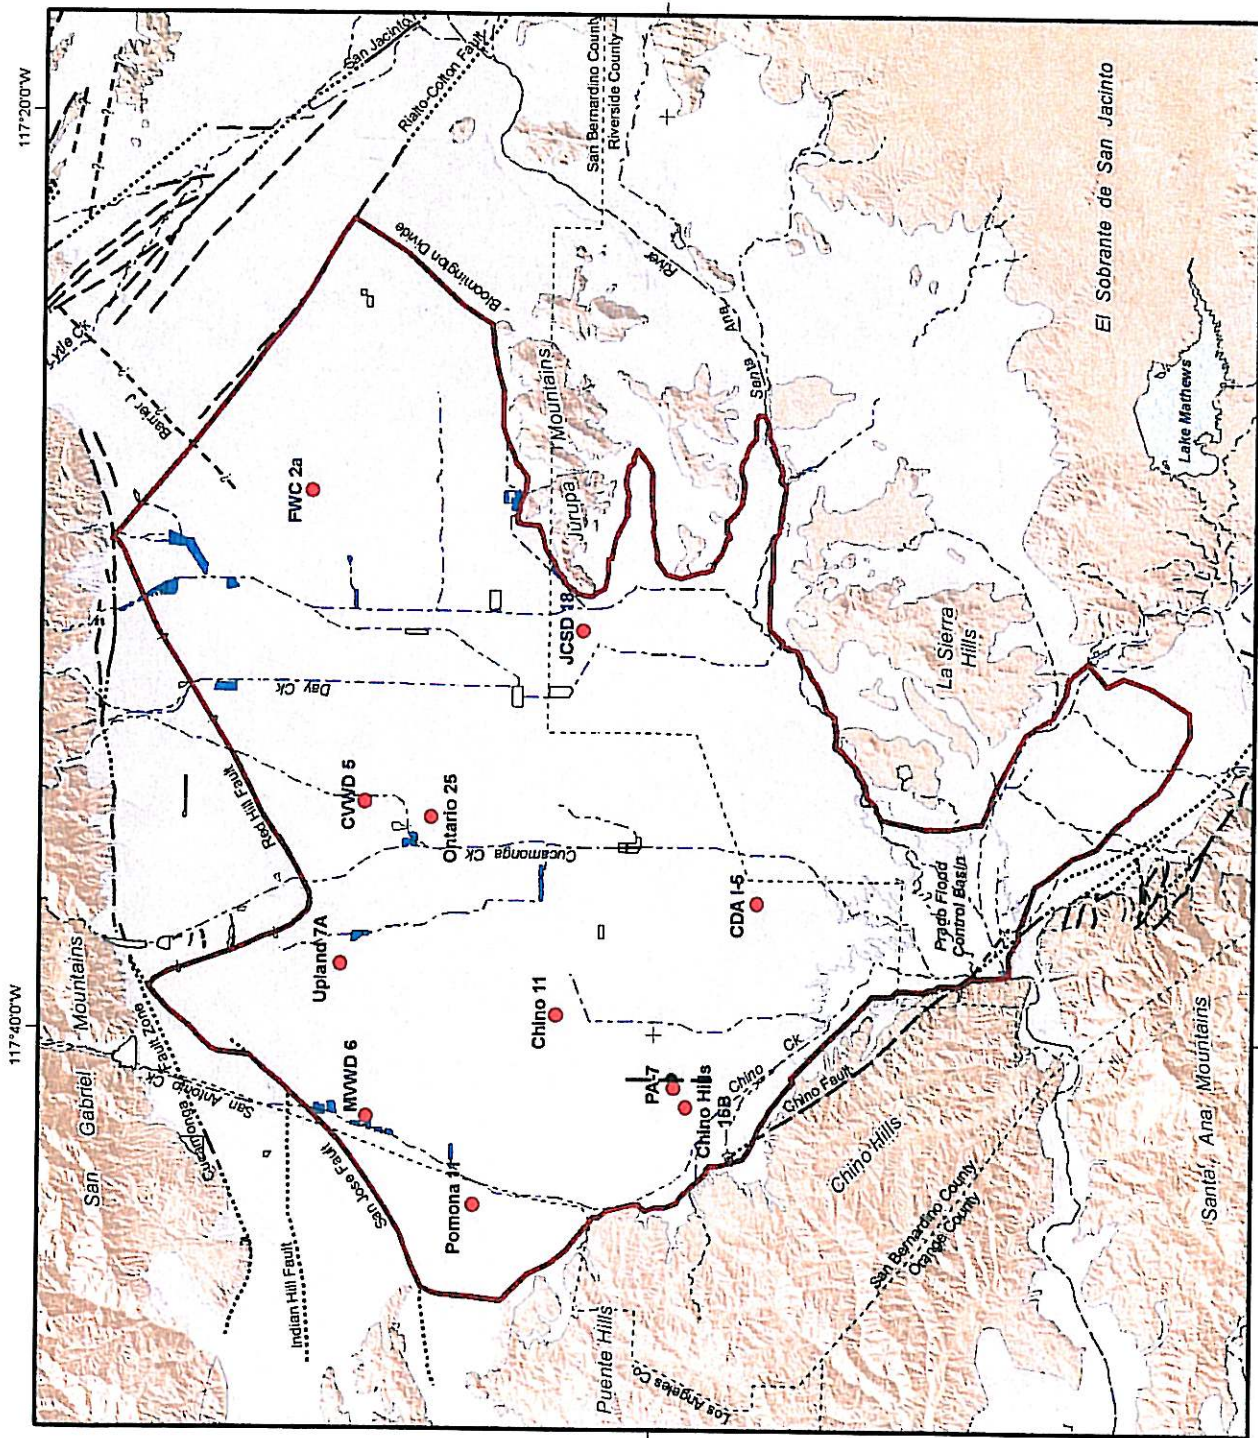 117°40'0"W
117°20'0"W
San Gabriel Mountains
Cucamonga Fault Zone
San Antonio Ck
Indian Hill Fault
San Jose Fault
Red Hill Fault
Day Ck
Lytle Ck
Barrier J
San Jacinto
Rialto-Colton Fault
Bloomington Divide
MVWD 6
Upland 7A
CVWD 5
Ontario 25
FWC 2a
Pomona 11
Cucamonga Ck
Chino 11
JCSD 18
Jurupa Mountains
San Bernardino County
Riverside County
PA-7
Chino Hills
16B
CDA I-5
Chino Ck
Chino Fault
Santa Ana River
Puente Hills
Los Angeles Co
Chino Hills
San Bernardino County
Orange County
Prado Flood
Control Basin
La Sierra
Hills
Lake Mathews
El Sobrante de San Jacinto
Santa Ana Mountains